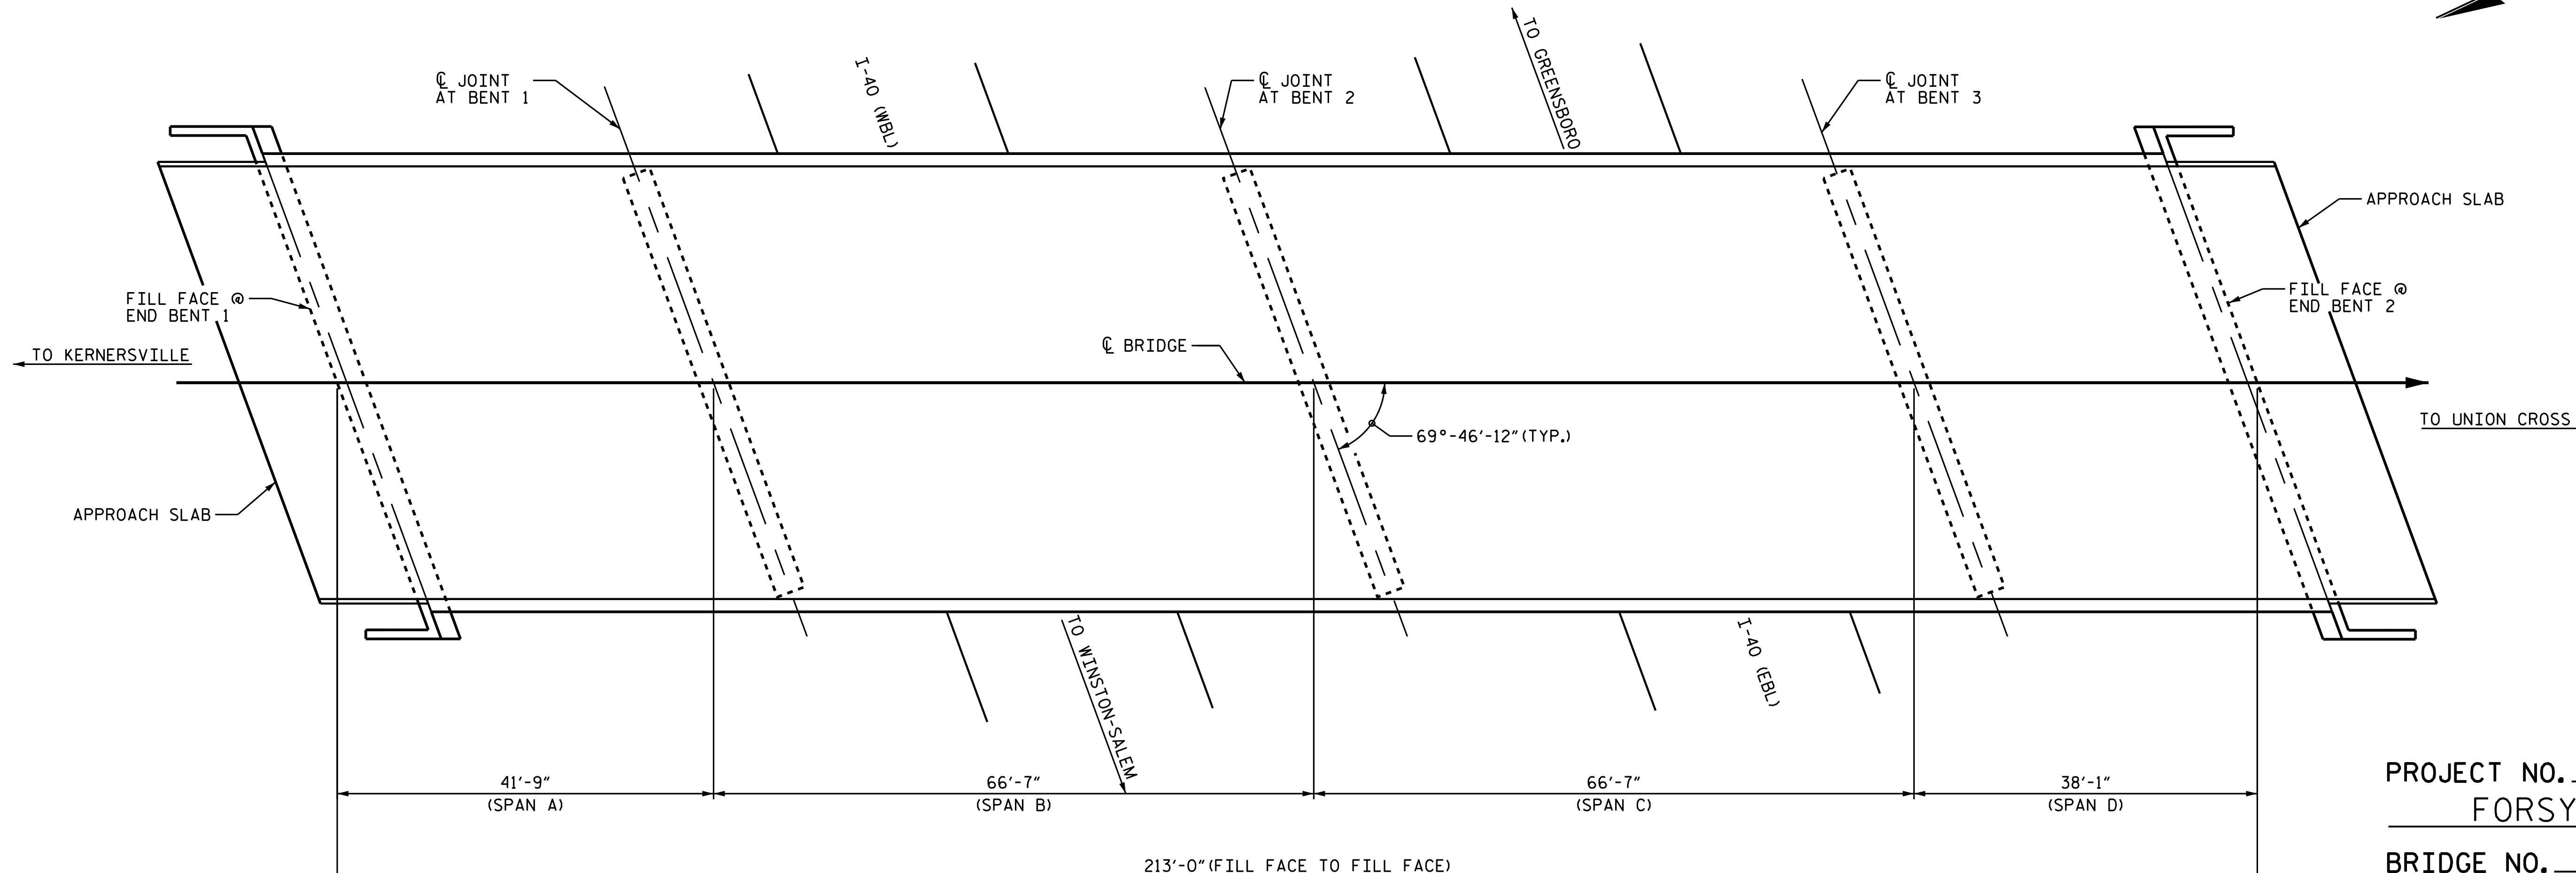 TO GREENSBORO
I-40 (WBL)
℄ JOINT
AT BENT 1
℄ JOINT
AT BENT 2
℄ JOINT
AT BENT 3
APPROACH SLAB
FILL FACE @
END BENT 1
FILL FACE @
END BENT 2
TO KERNERSVILLE
℄ BRIDGE
TO UNION CROSS
69°-46'-12" (TYP.)
APPROACH SLAB
TO WINSTON-SALEM
I-40 (EBL)
41'-9"
(SPAN A)
66'-7"
(SPAN B)
66'-7"
(SPAN C)
38'-1"
(SPAN D)
213'-0" (FILL FACE TO FILL FACE)
PROJECT NO.
FORSY
BRIDGE NO.